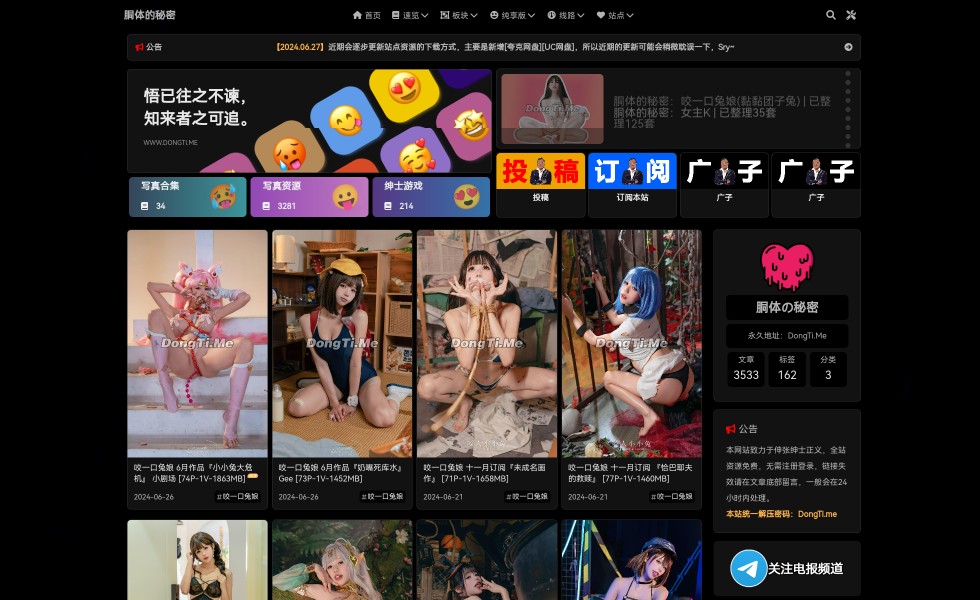 胴体的秘密
首页 速览 板块 纯享版 线路 站点
公告
【2024.06.27】近期会逐步更新站点资源的下载方式，主要是新增[夸克网盘][UC网盘]，所以近期的更新可能会稍微耽误一下，Sry~
悟已往之不谏，
知来者之可追。
WWW.DONGTI.ME
DongTi.Me
胴体的秘密：咬一口兔娘(黏黏团子兔) | 已整
胴体的秘密：女主K | 已整理35套
理125套
写真合集
34
写真资源
3281
绅士游戏
214
投稿
投稿
订阅
订阅本站
广子
广子
广子
广子
DongTi.Me
咬一口兔娘 6月作品『小小兔大危
机』 小剧场 [74P-1V-1863MB]
2024-06-26 #咬一口兔娘
DongTi.Me
咬一口兔娘 6月作品『奶嘴死库水』
Gee [73P-1V-1452MB]
2024-06-26 #咬一口兔娘
DongTi.Me
咬一口兔娘 十一月订阅『未成名画
作』 [71P-1V-1658MB]
2024-06-21 #咬一口兔娘
DongTi.Me
咬一口兔娘 十一月订阅 『恰巴耶夫
的救赎』 [77P-1V-1460MB]
2024-06-21 #咬一口兔娘
胴体の秘密
永久地址：DongTi.Me
文章 标签 分类
3533 162 3
公告
本网站致力于伸张绅士正义，全站
资源免费，无需注册登录，链接失
效请在文章底部留言，一般会在24
小时内处理。
本站统一解压密码：DongTi.me
关注电报频道